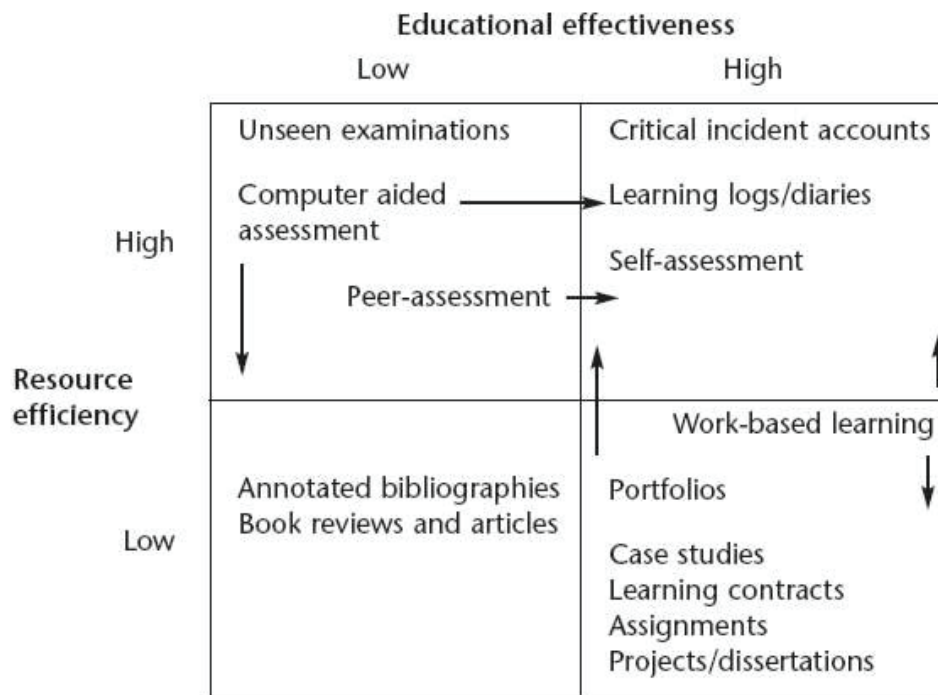 Educational effectiveness
Low
High
Unseen examinations
Computer aided
assessment
Peer-assessment
Critical incident accounts
Learning logs/diaries
Self-assessment
High
Resource
efficiency
Low
Annotated bibliographies
Book reviews and articles
Work-based learning
Portfolios
Case studies
Learning contracts
Assignments
Projects/dissertations